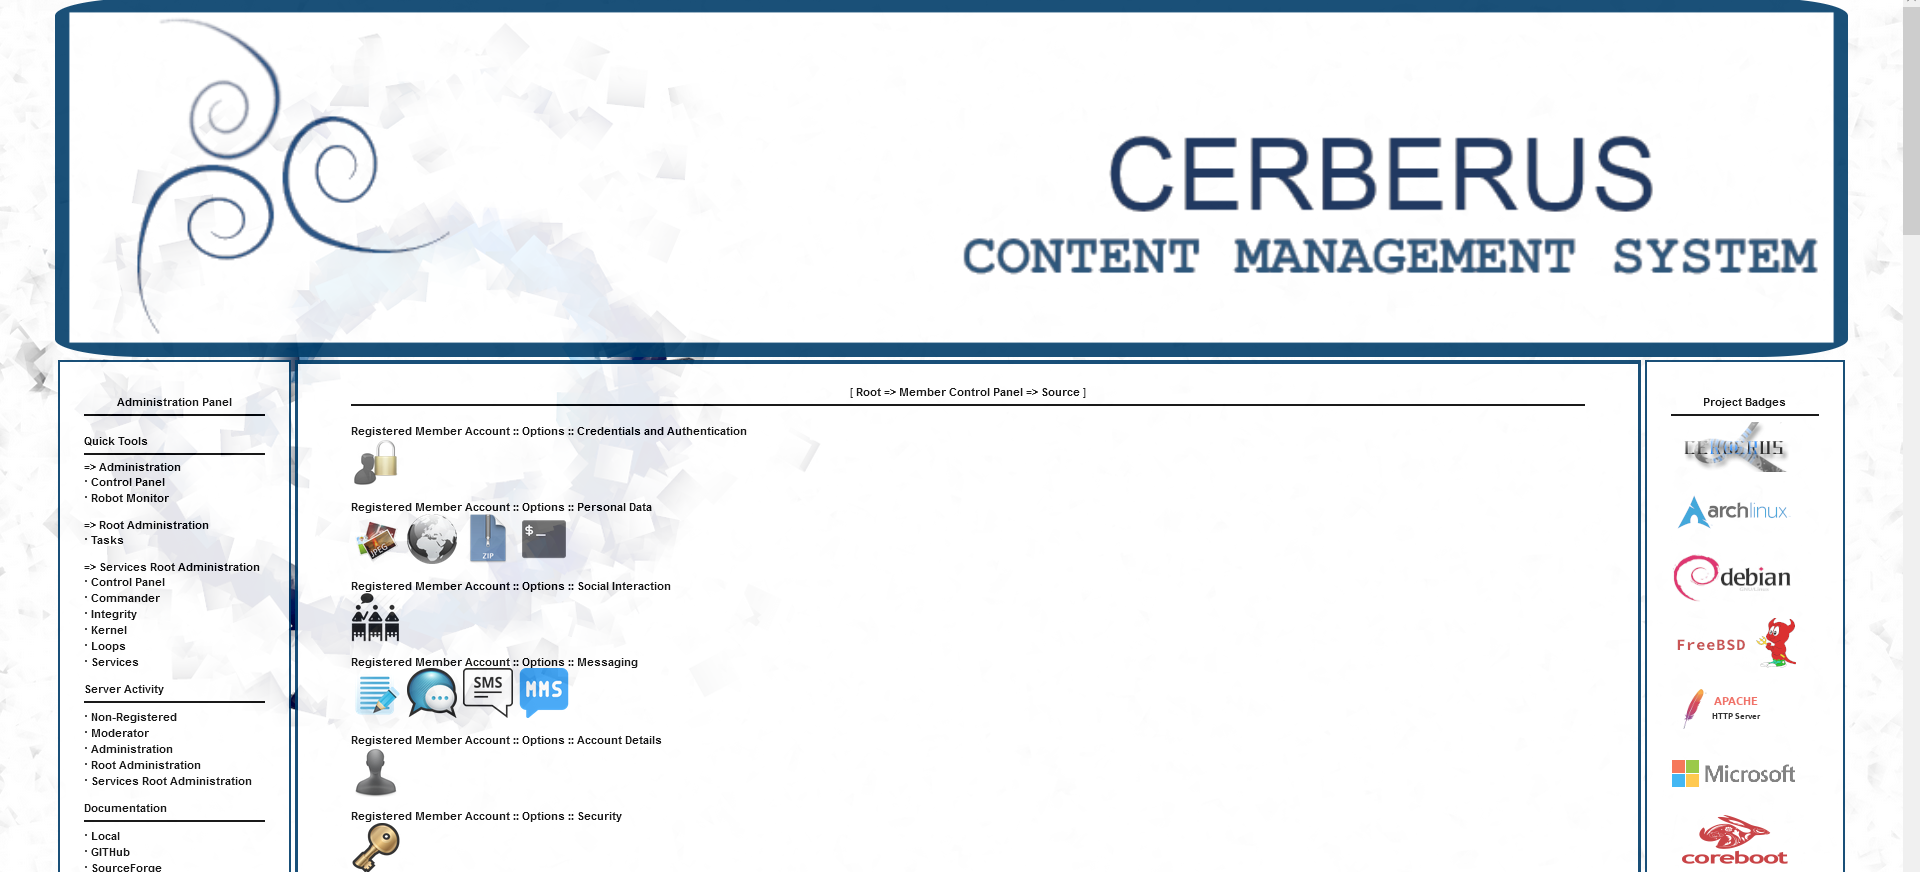 CERBERUS
CONTENT MANAGEMENT SYSTEM
Administration Panel
Quick Tools
=> Administration
· Control Panel
· Robot Monitor
=> Root Administration
· Tasks
=> Services Root Administration
· Control Panel
· Commander
· Integrity
· Kernel
· Loops
· Services
Server Activity
· Non-Registered
· Moderator
· Administration
· Root Administration
· Services Root Administration
Documentation
· Local
· GITHub
· SourceForge
[ Root => Member Control Panel => Source ]
Registered Member Account :: Options :: Credentials and Authentication
Registered Member Account :: Options :: Personal Data
JPEG
ZIP
$_
Registered Member Account :: Options :: Social Interaction
Registered Member Account :: Options :: Messaging
SMS
MMS
Registered Member Account :: Options :: Account Details
Registered Member Account :: Options :: Security
Project Badges
CERBERUS
archlinux
debian
FreeBSD
APACHE
HTTP Server
Microsoft
coreboot